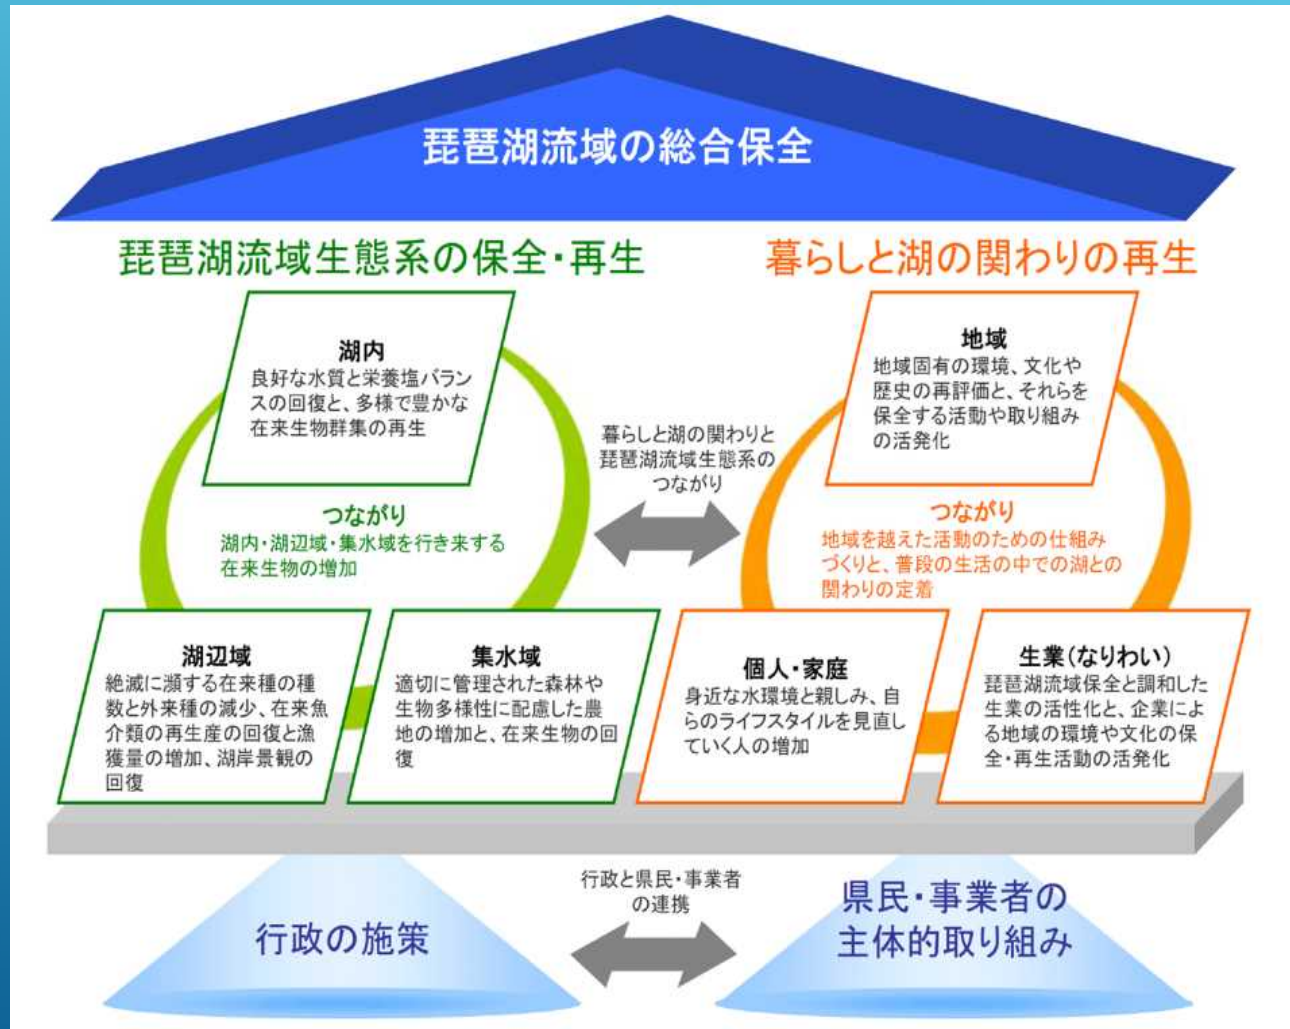 琵琶湖流域の総合保全
琵琶湖流域生態系の保全・再生
湖内
良好な水質と栄養塩バラン
スの回復と、多様で豊かな
在来生物群集の再生
つながり
湖内・湖辺域・集水域を行き来する
在来生物の増加
湖辺域
絶滅に瀕する在来種の種
数と外来種の減少、在来魚
介類の再生産の回復と漁
獲量の増加、湖岸景観の
回復
集水域
適切に管理された森林や
生物多様性に配慮した農
地の増加と、在来生物の回
復
暮らしと湖の関わりと
琵琶湖流域生態系の
つながり
暮らしと湖の関わりの再生
地域
地域固有の環境、文化や
歴史の再評価と、それらを
保全する活動や取り組み
の活発化
つながり
地域を越えた活動のための仕組み
づくりと、普段の生活の中での湖との
関わりの定着
個人・家庭
身近な水環境と親しみ、自
らのライフスタイルを見直し
ていく人の増加
生業(なりわい)
琵琶湖流域保全と調和した
生業の活性化と、企業によ
る地域の環境や文化の保
全・再生活動の活発化
行政の施策
行政と県民・事業者
の連携
県民・事業者の
主体的取り組み